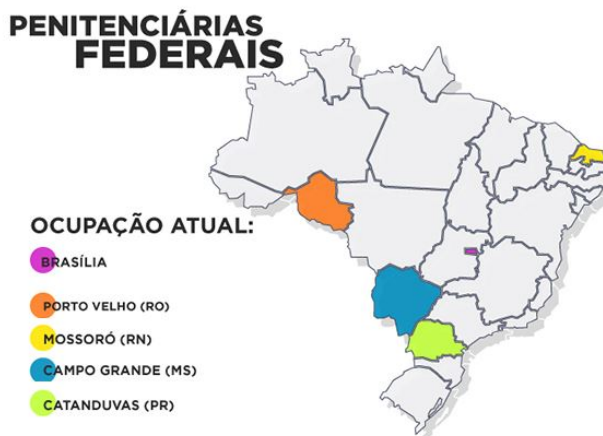 PENITENCIÁRIAS
FEDERAIS
OCUPAÇÃO ATUAL:
BRASÍLIA
PORTO VELHO (RO)
MOSSORÓ (RN)
CAMPO GRANDE (MS)
CATANDUVAS (PR)